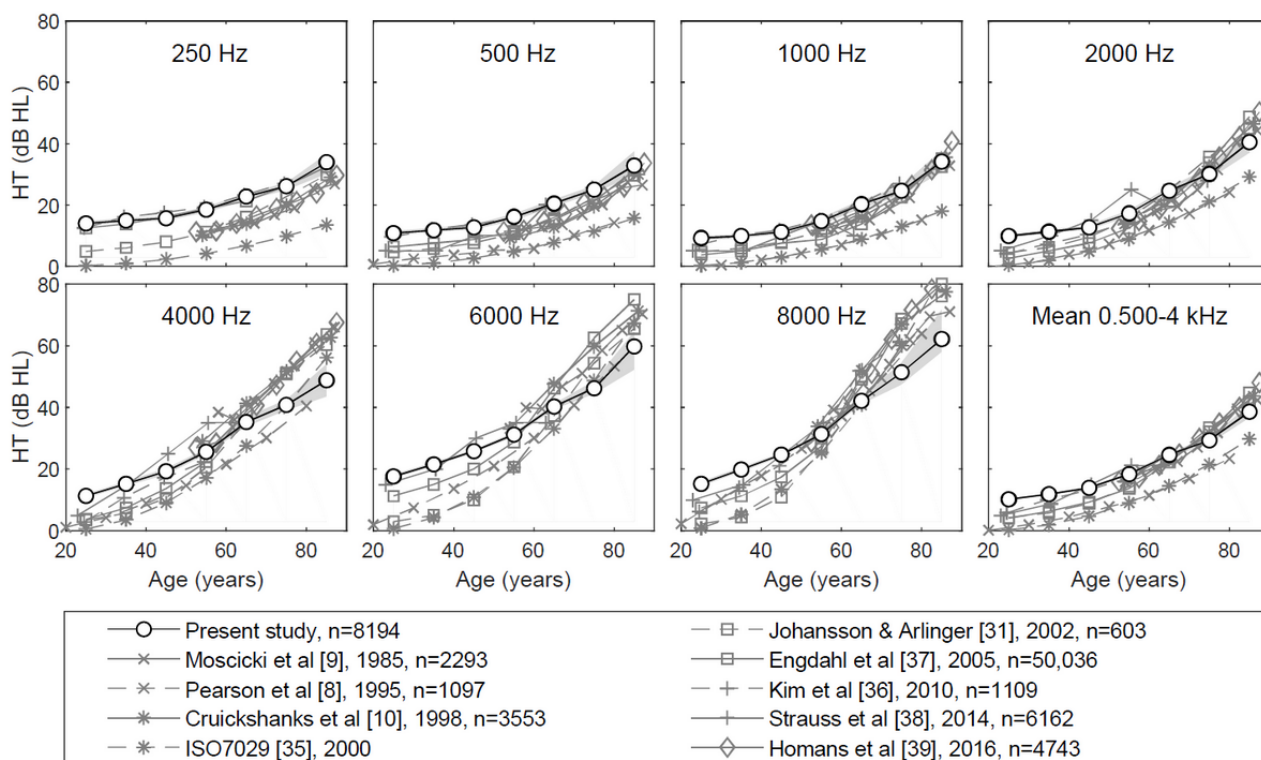 80
60
40
20
0
HT (dB HL)
250 Hz
500 Hz
1000 Hz
2000 Hz
80
60
40
20
0
HT (dB HL)
4000 Hz
6000 Hz
8000 Hz
Mean 0.500-4 kHz
20 40 60 80 20 40 60 80 20 40 60 80 20 40 60 80
Age (years) Age (years) Age (years) Age (years)
Present study, n=8194
Moscicki et al [9], 1985, n=2293
Pearson et al [8], 1995, n=1097
Cruickshanks et al [10], 1998, n=3553
ISO7029 [35], 2000
Johansson & Arlinger [31], 2002, n=603
Engdahl et al [37], 2005, n=50,036
Kim et al [36], 2010, n=1109
Strauss et al [38], 2014, n=6162
Homans et al [39], 2016, n=4743